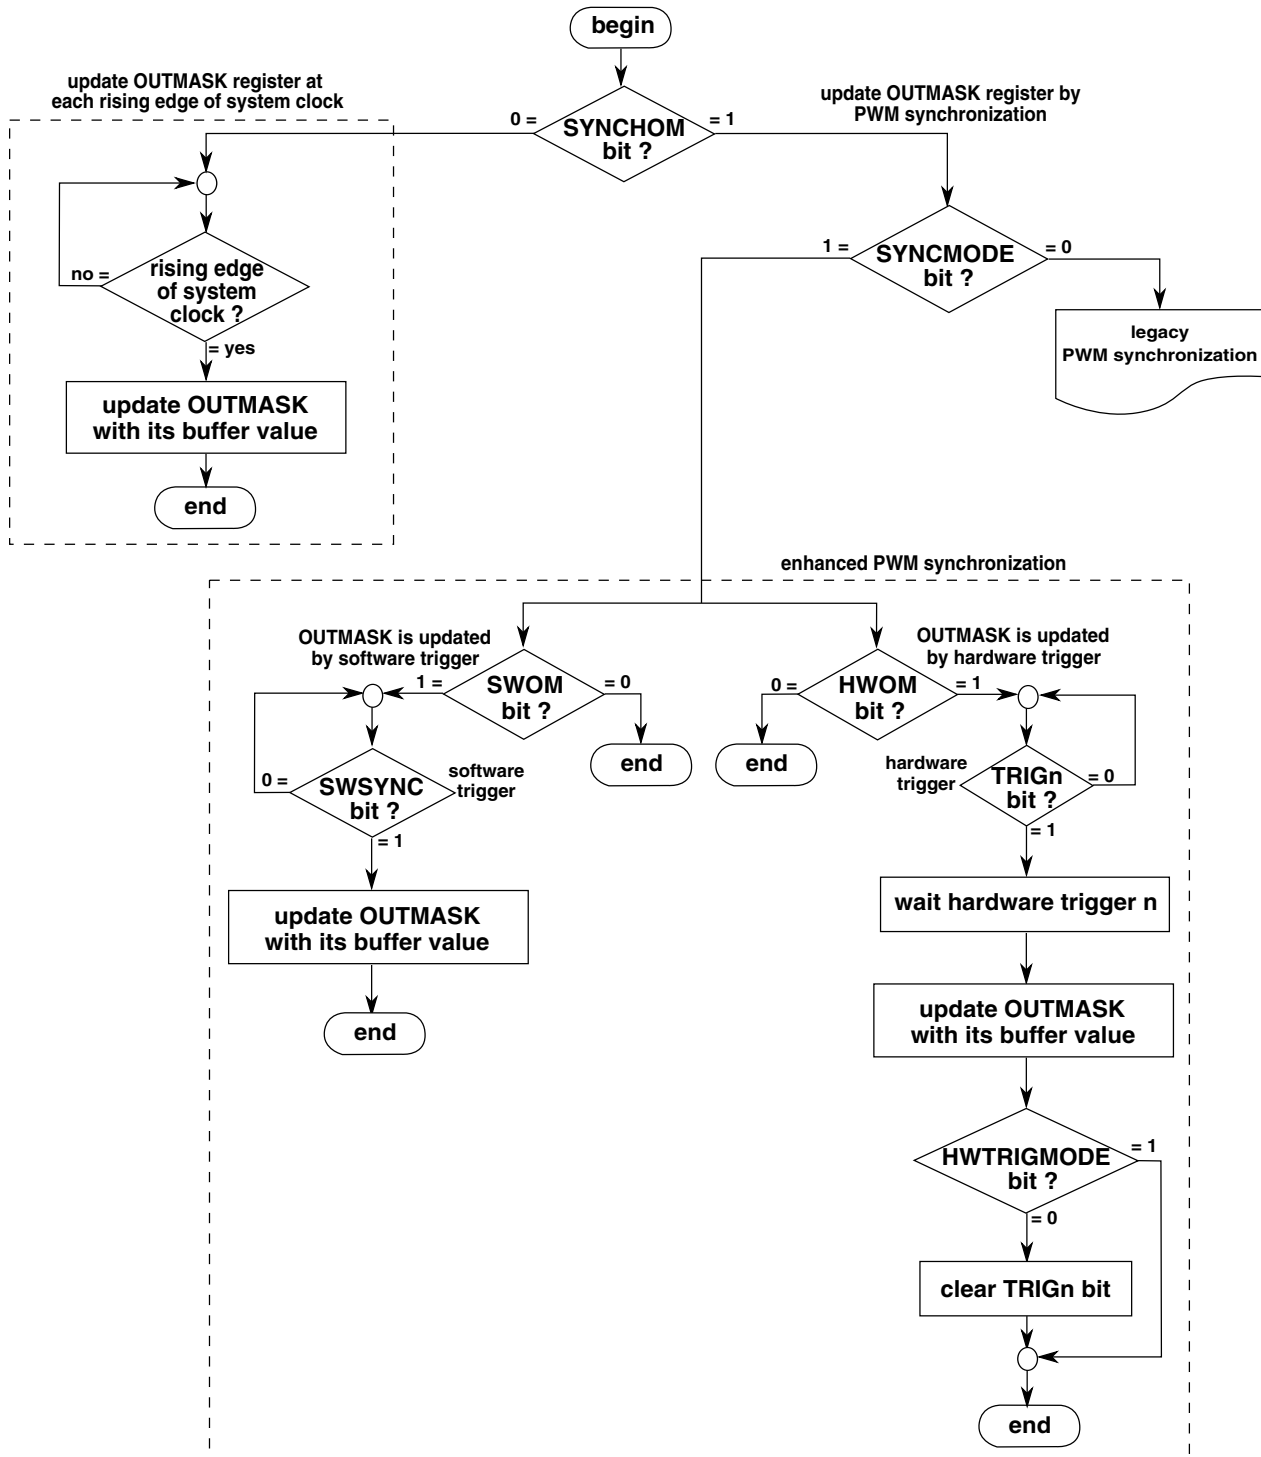 begin
update OUTMASK register at
each rising edge of system clock
update OUTMASK register by
PWM synchronization
0 =
SYNCHOM
bit ?
= 1
1 =
SYNCMODE
bit ?
= 0
no =
rising edge
of system
clock ?
= yes
legacy
PWM synchronization
update OUTMASK
with its buffer value
end
enhanced PWM synchronization
OUTMASK is updated
by software trigger
OUTMASK is updated
by hardware trigger
1 =
SWOM
bit ?
= 0
0 =
HWOM
bit ?
= 1
end
end
0 =
SWSYNC
bit ?
software
trigger
= 1
hardware
trigger
TRIGn
bit ?
= 0
= 1
update OUTMASK
with its buffer value
end
wait hardware trigger n
update OUTMASK
with its buffer value
HWTRIGMODE
bit ?
= 1
= 0
clear TRIGn bit
end